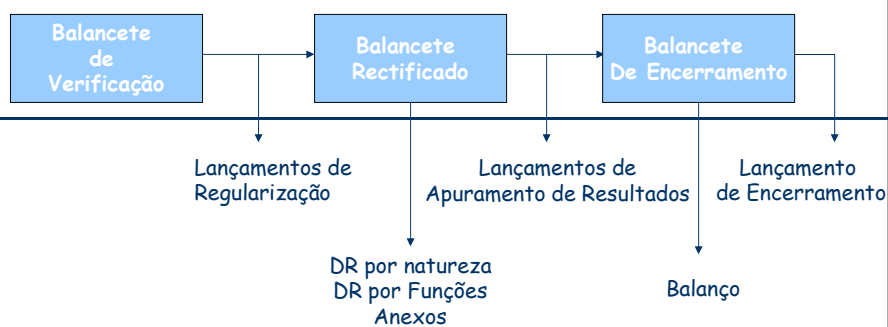 Balancete
de
Verificação
Balancete
Rectificado
Balancete
De Encerramento
Lançamentos de
Regularização
Lançamentos de
Apuramento de Resultados
Lançamento
de Encerramento
DR por natureza
DR por Funções
Anexos
Balanço